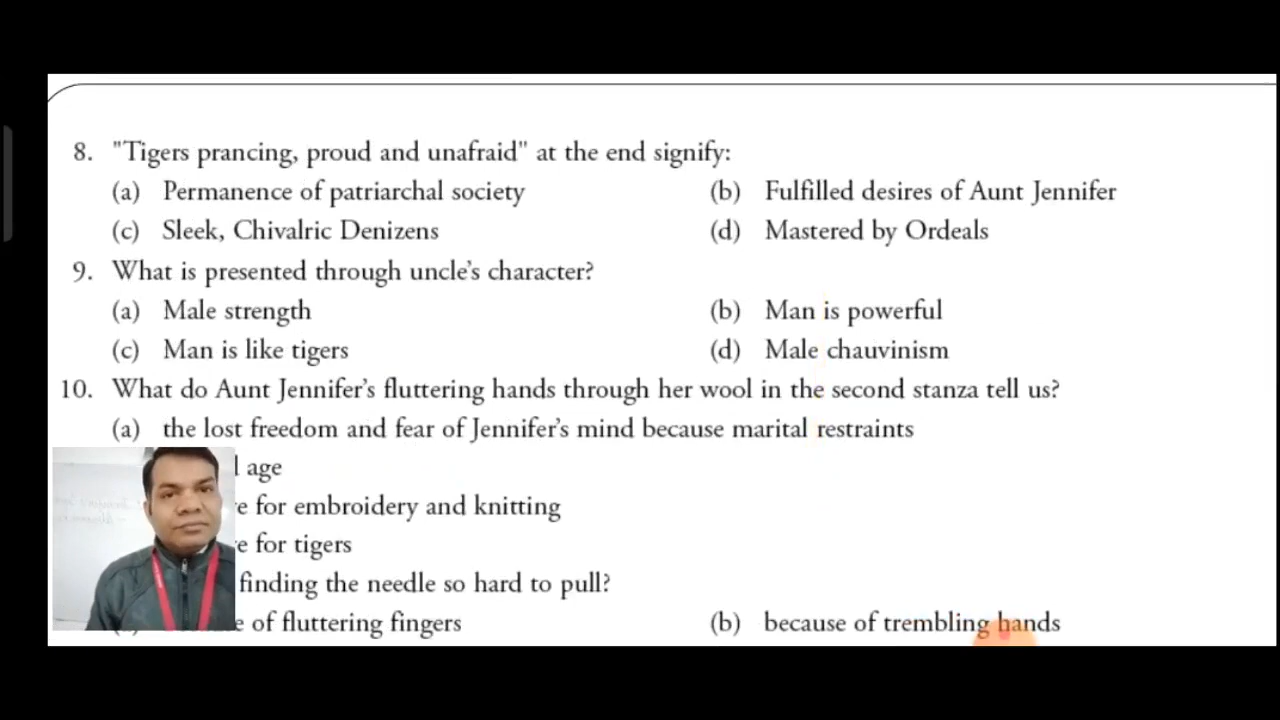 8. "Tigers prancing, proud and unafraid" at the end signify:
(a) Permanence of patriarchal society (b) Fulfilled desires of Aunt Jennifer
(c) Sleek, Chivalric Denizens (d) Mastered by Ordeals
9. What is presented through uncle's character?
(a) Male strength (b) Man is powerful
(c) Man is like tigers (d) Male chauvinism
10. What do Aunt Jennifer's fluttering hands through her wool in the second stanza tell us?
(a) the lost freedom and fear of Jennifer's mind because marital restraints
age
for embroidery and knitting
for tigers
finding the needle so hard to pull?
of fluttering fingers (b) because of trembling hands